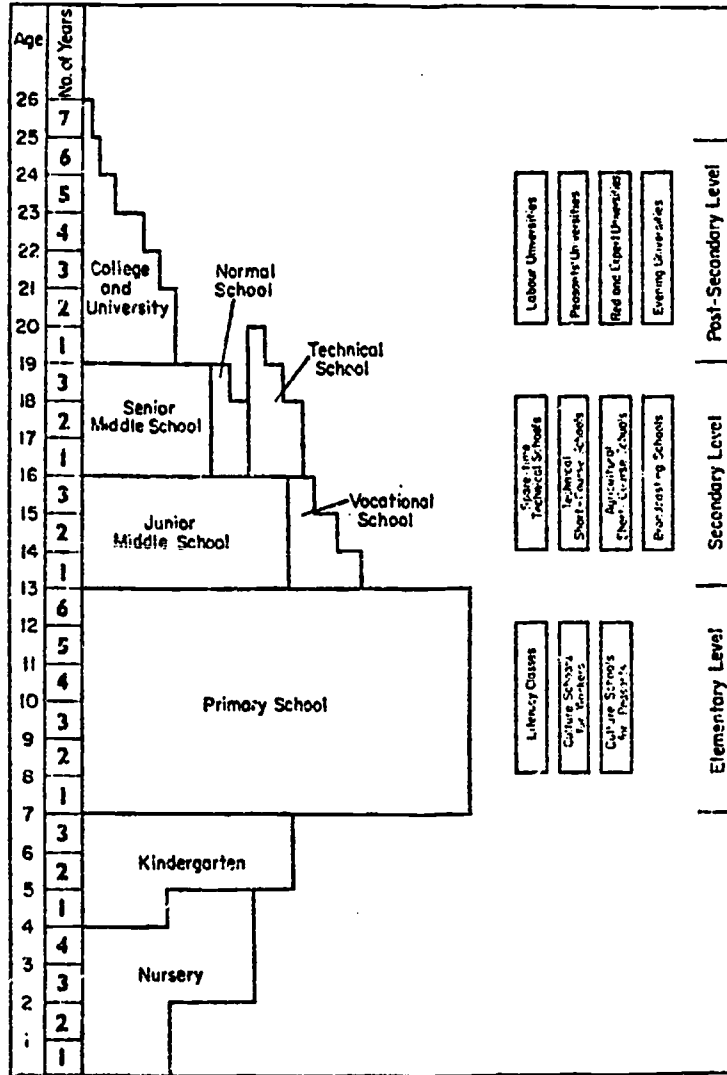 Age
No. of Years
26
7
25
6
24
5
23
4
22
3
21
2
20
1
19
3
18
2
17
1
16
3
15
2
14
1
13
6
12
5
11
4
10
3
9
2
8
1
7
3
6
2
5
1
4
4
3
3
2
2
1
1
College
and
University
Normal
School
Technical
School
Senior
Middle School
Junior
Middle School
Vocational
School
Primary School
Kindergarten
Nursery
Labour Universities
Peasants' Universities
Red and Expert Universities
Evening Universities
Post-Secondary Level
Spare-Time
Technical Schools
Technical
Short-Course Schools
Agricultural
Short-Course Schools
Broadcasting Schools
Secondary Level
Literacy Classes
Culture Schools
for Workers
Culture Schools
for Peasants
Elementary Level